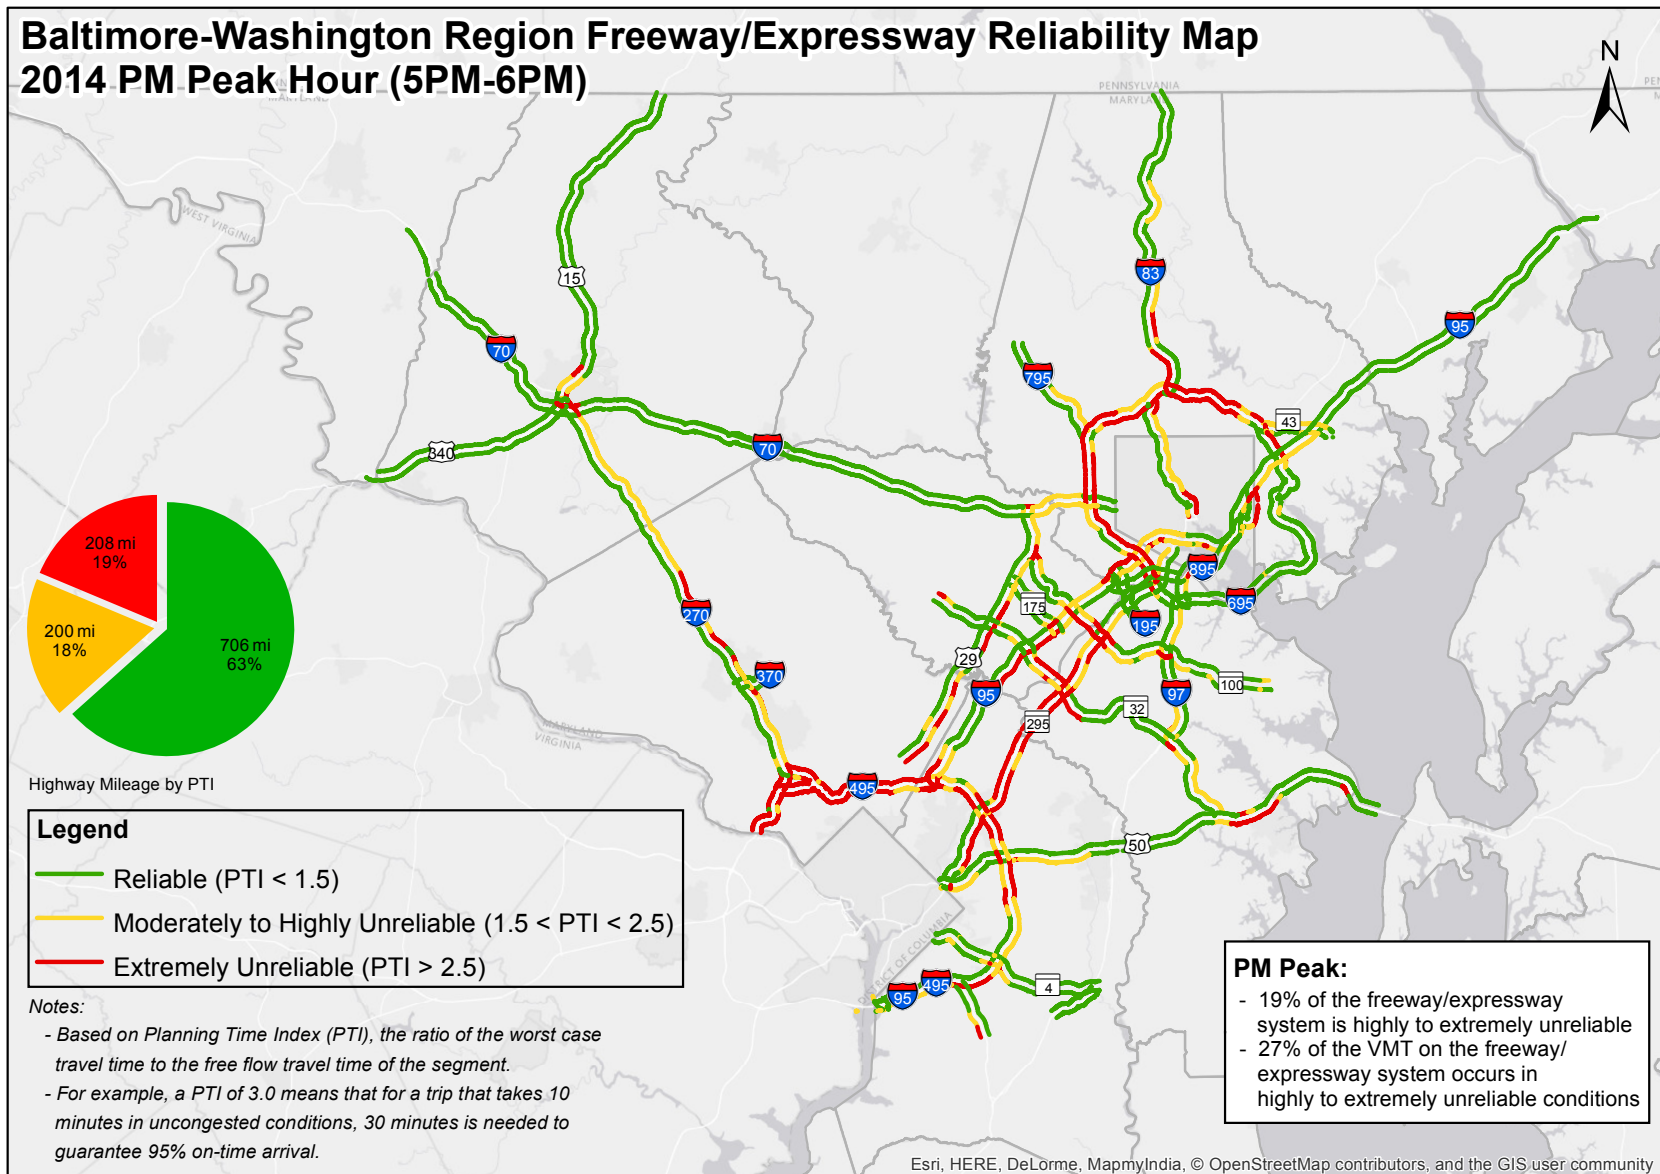 Baltimore-Washington Region Freeway/Expressway Reliability Map
2014 PM Peak Hour (5PM-6PM)
N
PENNSYLVANIA
MARYLAND
WEST VIRGINIA
15
83
95
70
795
43
340
70
208 mi
19%
200 mi
18%
706 mi
63%
895
695
270
175
195
29
370
95
100
97
32
295
MARYLAND
VIRGINIA
Highway Mileage by PTI
495
50
Legend
Reliable (PTI < 1.5)
Moderately to Highly Unreliable (1.5 < PTI < 2.5)
Extremely Unreliable (PTI > 2.5)
DISTRICT OF COLUMBIA
495
95
4
Notes:
- Based on Planning Time Index (PTI), the ratio of the worst case
travel time to the free flow travel time of the segment.
- For example, a PTI of 3.0 means that for a trip that takes 10
minutes in uncongested conditions, 30 minutes is needed to
guarantee 95% on-time arrival.
PM Peak:
- 19% of the freeway/expressway
system is highly to extremely unreliable
- 27% of the VMT on the freeway/
expressway system occurs in
highly to extremely unreliable conditions
Esri, HERE, DeLorme, MapmyIndia, © OpenStreetMap contributors, and the GIS user community